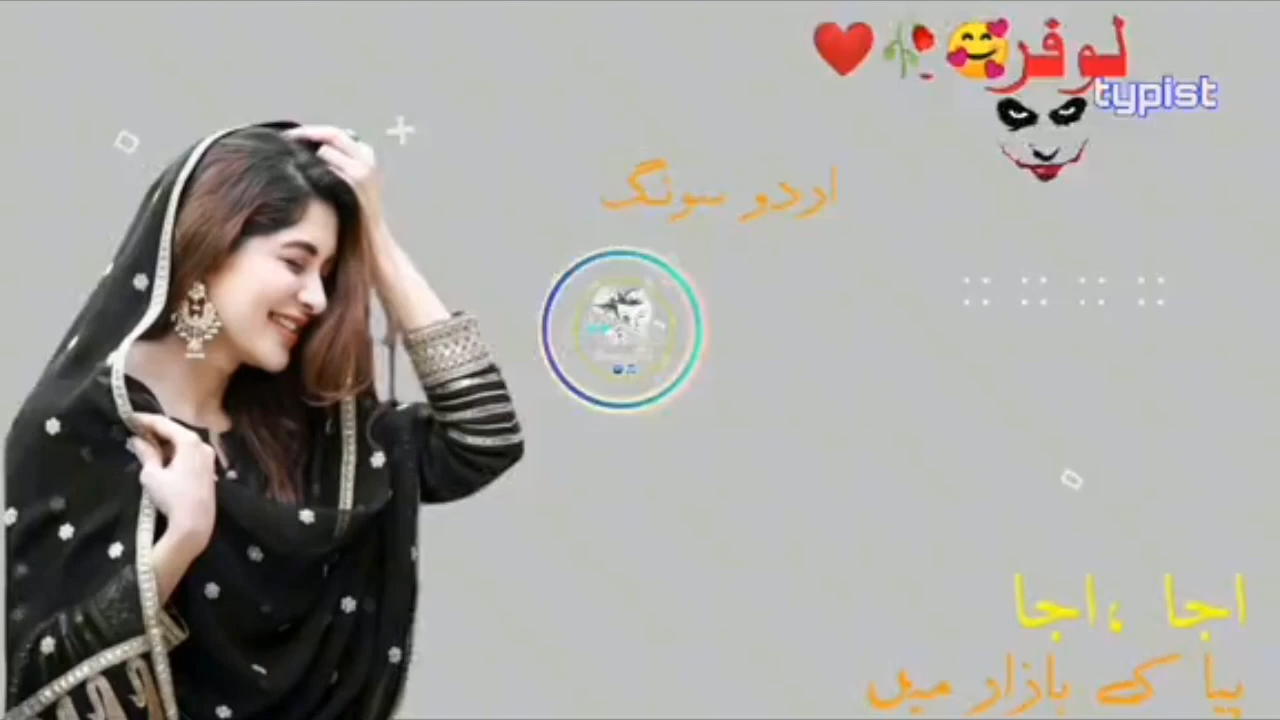 لوفر🥰🥀❤️
typist
اردو سونگ
اجا ،اجا
پیا کے بازار میں